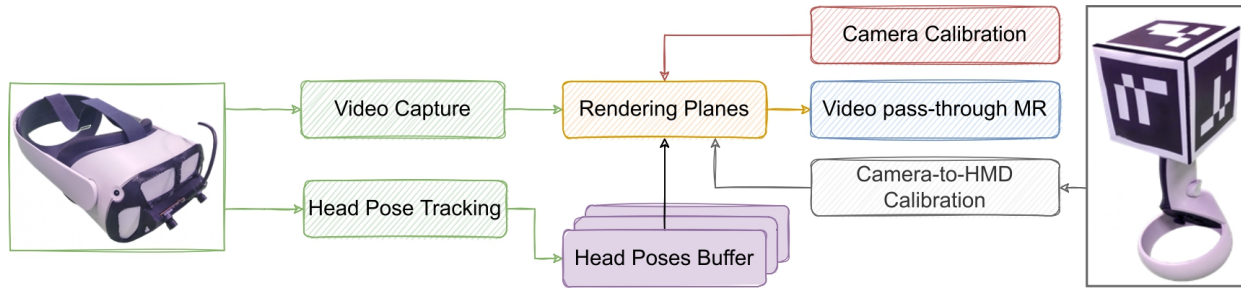 Camera Calibration
Video Capture
Rendering Planes
Video pass-through MR
Camera-to-HMD
Calibration
Head Pose Tracking
Head Poses Buffer